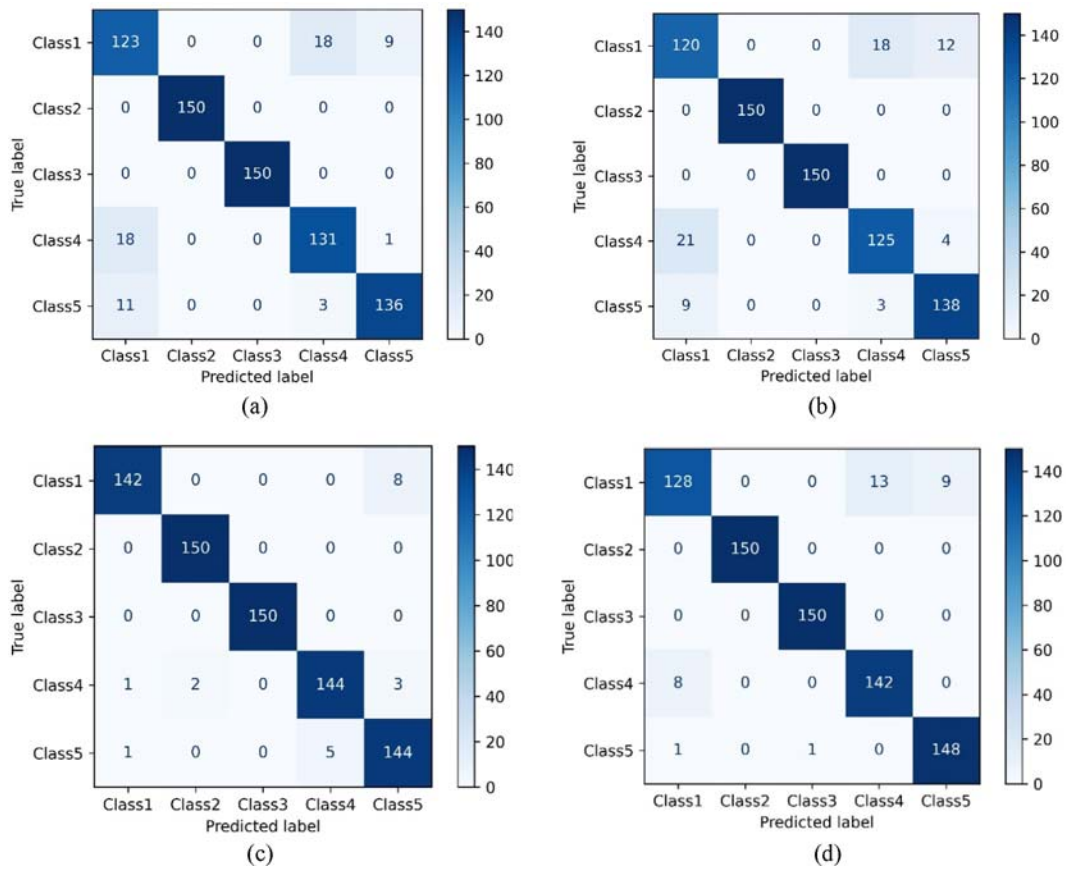 Class1 123 0 0 18 9
Class2 0 150 0 0 0
Class3 0 0 150 0 0
Class4 18 0 0 131 1
Class5 11 0 0 3 136
Class1 Class2 Class3 Class4 Class5
Predicted label
True label
140
120
100
80
60
40
20
0
(a)
Class1 120 0 0 18 12
Class2 0 150 0 0 0
Class3 0 0 150 0 0
Class4 21 0 0 125 4
Class5 9 0 0 3 138
Class1 Class2 Class3 Class4 Class5
Predicted label
True label
140
120
100
80
60
40
20
0
(b)
Class1 142 0 0 0 8
Class2 0 150 0 0 0
Class3 0 0 150 0 0
Class4 1 2 0 144 3
Class5 1 0 0 5 144
Class1 Class2 Class3 Class4 Class5
Predicted label
True label
140
120
100
80
60
40
20
0
(c)
Class1 128 0 0 13 9
Class2 0 150 0 0 0
Class3 0 0 150 0 0
Class4 8 0 0 142 0
Class5 1 0 1 0 148
Class1 Class2 Class3 Class4 Class5
Predicted label
True label
140
120
100
80
60
40
20
0
(d)